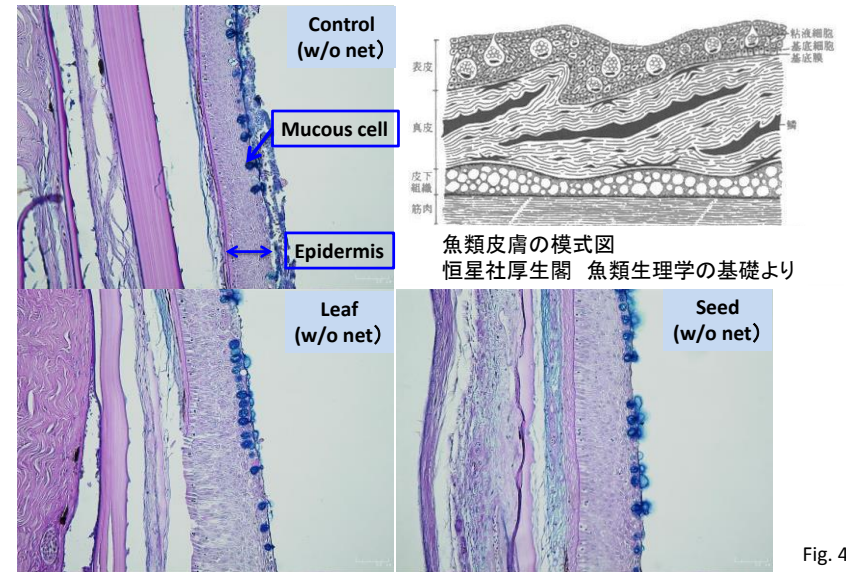 Control
(w/o net)
Mucous cell
Epidermis
粘液細胞
基底細胞
基底膜
表皮
真皮
鱗
皮下
組織
筋肉
魚類皮膚の模式図
恒星社厚生閣 魚類生理学の基礎より
Leaf
(w/o net)
Seed
(w/o net)
Fig. 4